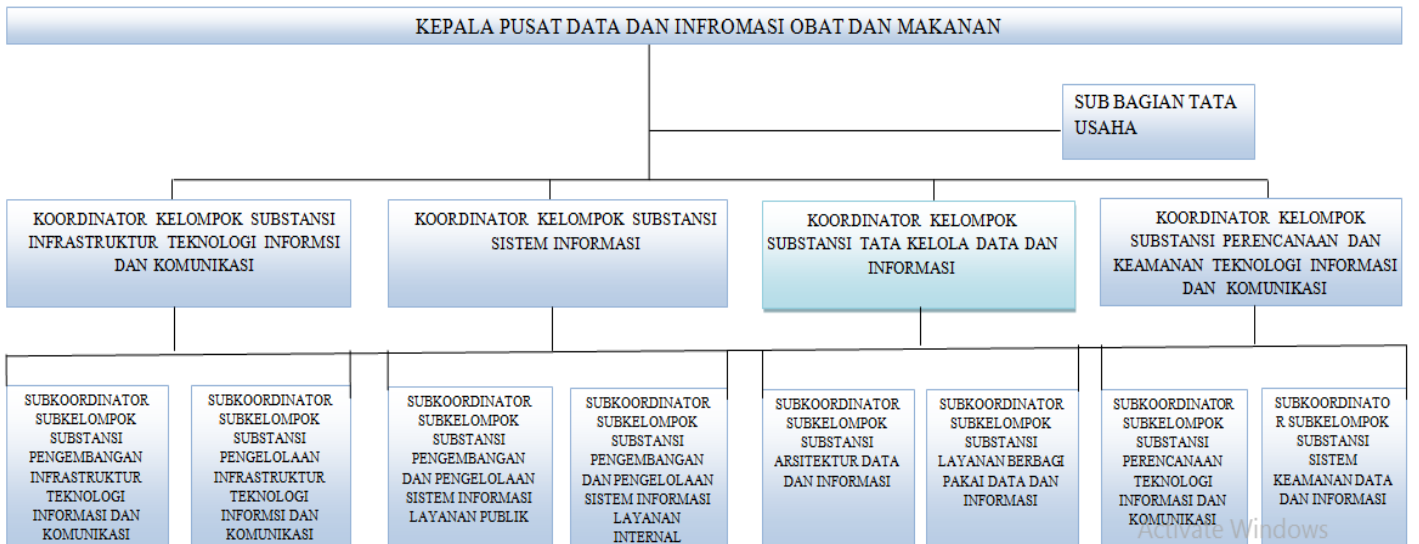 KEPALA PUSAT DATA DAN INFROMASI OBAT DAN MAKANAN
SUB BAGIAN TATA
USAHA
KOORDINATOR KELOMPOK SUBSTANSI
INFRASTRUKTUR TEKNOLOGI INFORMSI
DAN KOMUNIKASI
KOORDINATOR KELOMPOK SUBSTANSI
SISTEM INFORMASI
KOORDINATOR KELOMPOK
SUBSTANSI TATA KELOLA DATA DAN
INFORMASI
KOORDINATOR KELOMPOK
SUBSTANSI PERENCANAAN DAN
KEAMANAN TEKNOLOGI INFORMASI
DAN KOMUNIKASI
SUBKOORDINATOR
SUBKELOMPOK
SUBSTANSI
PENGEMBANGAN
INFRASTRUKTUR
TEKNOLOGI
INFORMASI DAN
KOMUNIKASI
SUBKOORDINATOR
SUBKELOMPOK
SUBSTANSI
PENGELOLAAN
INFRASTRUKTUR
TEKNOLOGI
INFORMSI DAN
KOMUNIKASI
SUBKOORDINATOR
SUBKELOMPOK
SUBSTANSI
PENGEMBANGAN
DAN PENGELOLAAN
SISTEM INFORMASI
LAYANAN PUBLIK
SUBKOORDINATOR
SUBKELOMPOK
SUBSTANSI
PENGEMBANGAN
DAN PENGELOLAAN
SISTEM INFORMASI
LAYANAN
INTERNAL
SUBKOORDINATOR
SUBKELOMPOK
SUBSTANSI
ARSITEKTUR DATA
DAN INFORMASI
SUBKOORDINATOR
SUBKELOMPOK
SUBSTANSI
LAYANAN BERBAGI
PAKAI DATA DAN
INFORMASI
SUBKOORDINATOR
SUBKELOMPOK
SUBSTANSI
PERENCANAAN
TEKNOLOGI
INFORMASI DAN
KOMUNIKASI
SUBKOORDINATO
R SUBKELOMPOK
SUBSTANSI
SISTEM
KEAMANAN DATA
DAN INFORMASI
Activate Windows